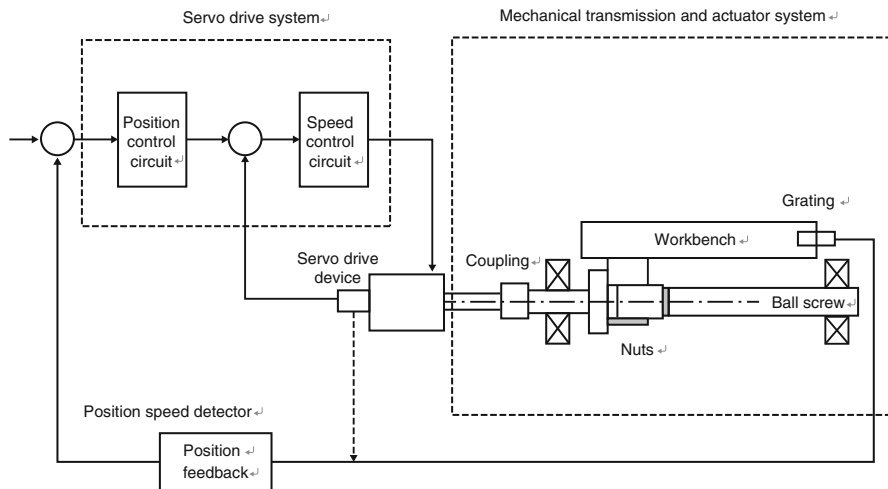 Servo drive system↵
Mechanical transmission and actuator system↵
Position
control
circuit↵
Speed
control
circuit↵
Grating↵
Workbench↵
Servo drive
device↵
Coupling↵
Ball screw↵
Nuts↵
Position speed detector↵
Position↵
feedback↵